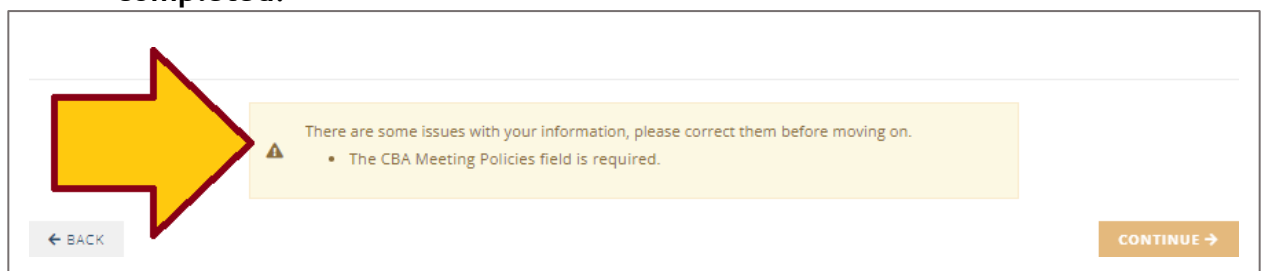 completed.
There are some issues with your information, please correct them before moving on.
• The CBA Meeting Policies field is required.
← BACK
CONTINUE →